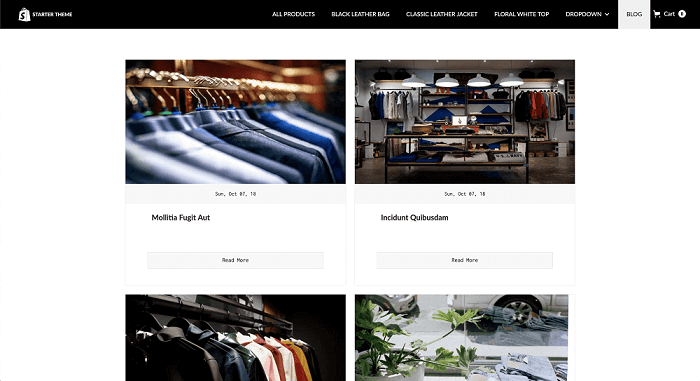 STARTER THEME
ALL PRODUCTS
BLACK LEATHER BAG
CLASSIC LEATHER JACKET
FLORAL WHITE TOP
DROPDOWN
BLOG
Cart 0
Sun, Oct 07, 18
Sun, Oct 07, 18
Mollitia Fugit Aut
Incidunt Quibusdam
Read More
Read More